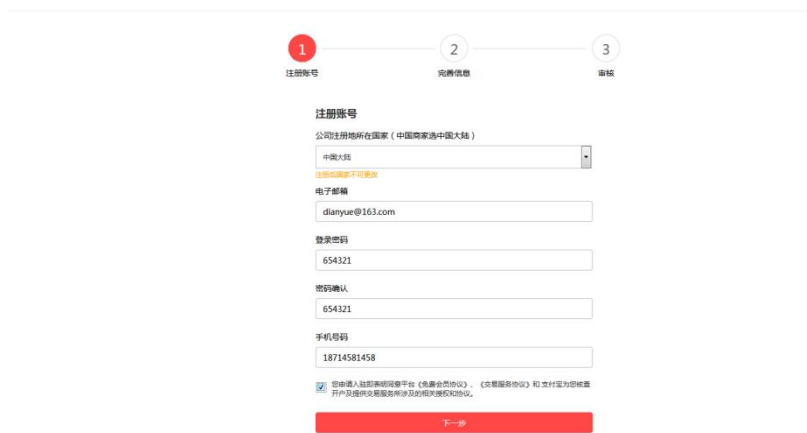 1
2
3
注册账号
完善信息
审核
注册账号
公司注册地所在国家（中国商家选中国大陆）
中国大陆
注册后国家不可更改
电子邮箱
dianyue@163.com
登录密码
654321
密码确认
654321
手机号码
18714581458
您申请入驻即表明同意平台《免费会员协议》、《交易服务协议》和 支付宝为您核查
开户及提供交易服务所涉及的相关授权和协议。
下一步